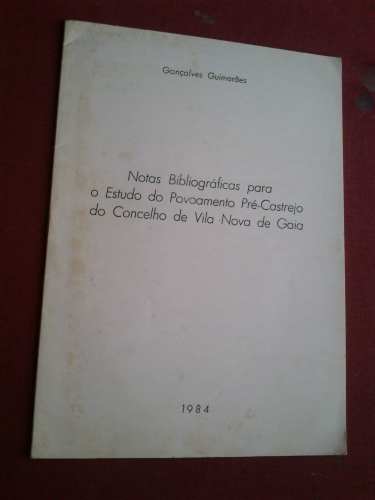 Gonçalves Guimarães
Notas Bibliográficas para
o Estudo do Povoamento Pré-Castrejo
do Concelho de Vila Nova de Gaia
1984